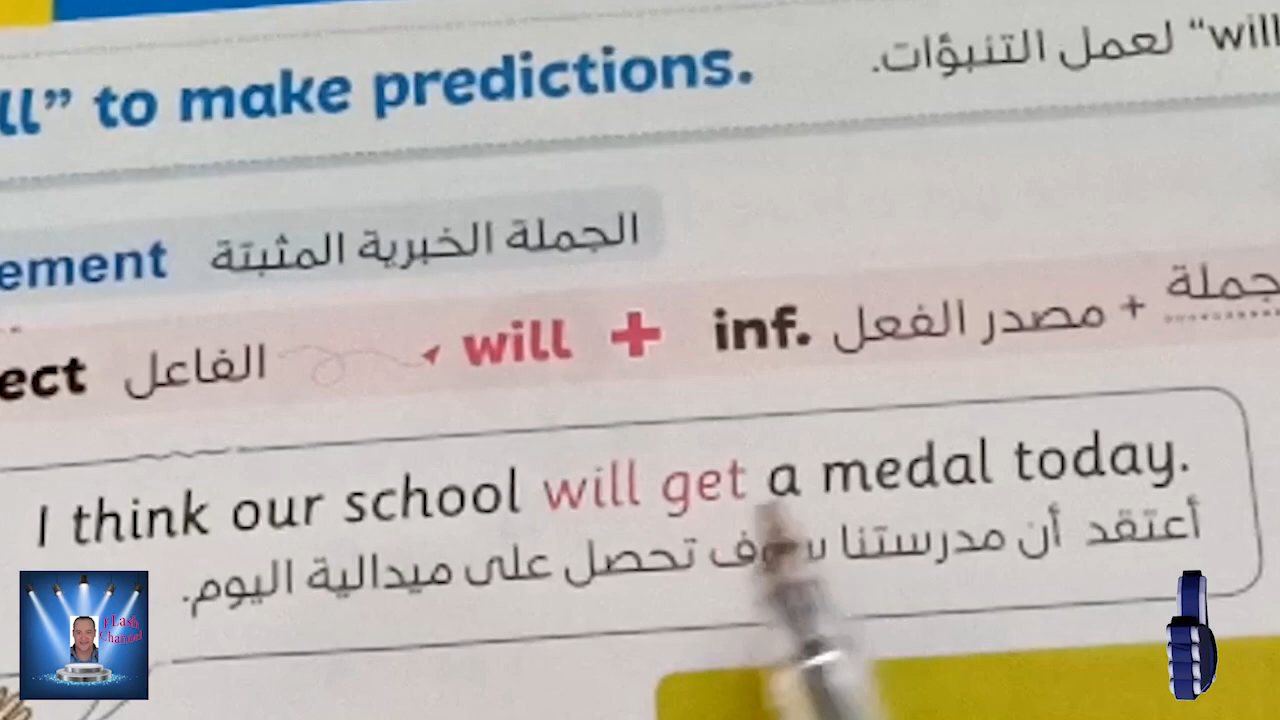 ll” to make predictions. “will لعمل التنبؤات.
ement الجملة الخبرية المثبتة
ect الفاعل will + inf. مصدر الفعل + جملة
I think our school will get a medal today.
أعتقد أن مدرستنا سوف تحصل على ميدالية اليوم.
fLash
Channel